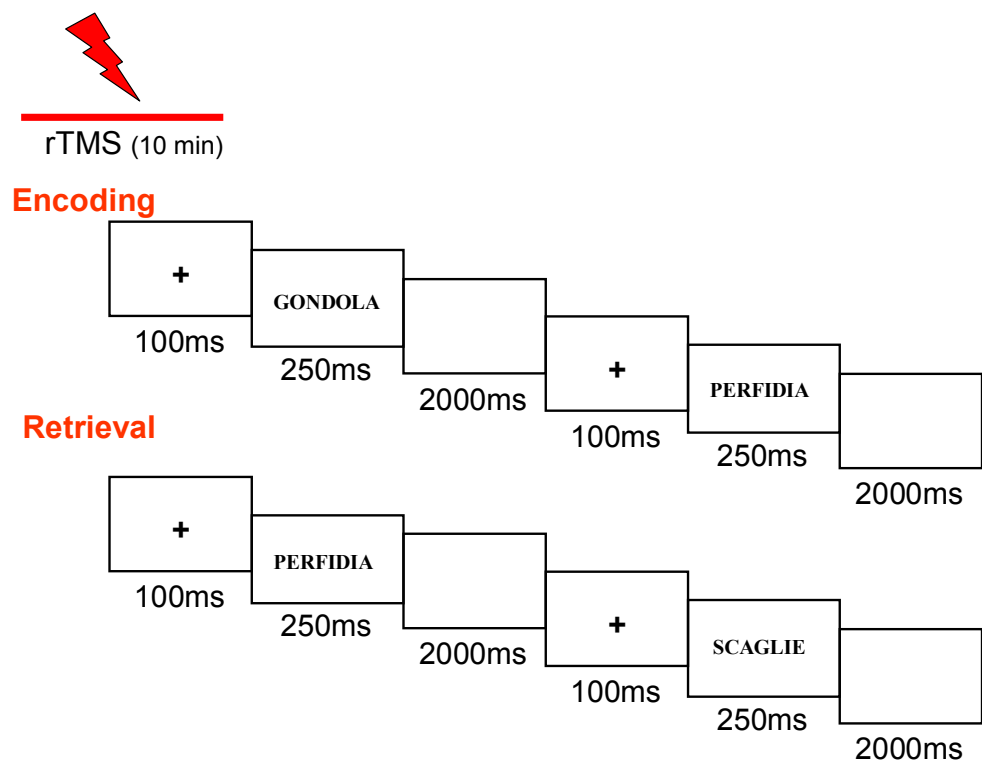 rTMS (10 min)
Encoding
+
100ms
GONDOLA
250ms
2000ms
+
100ms
PERFIDIA
250ms
2000ms
Retrieval
+
100ms
PERFIDIA
250ms
2000ms
+
100ms
SCAGLIE
250ms
2000ms